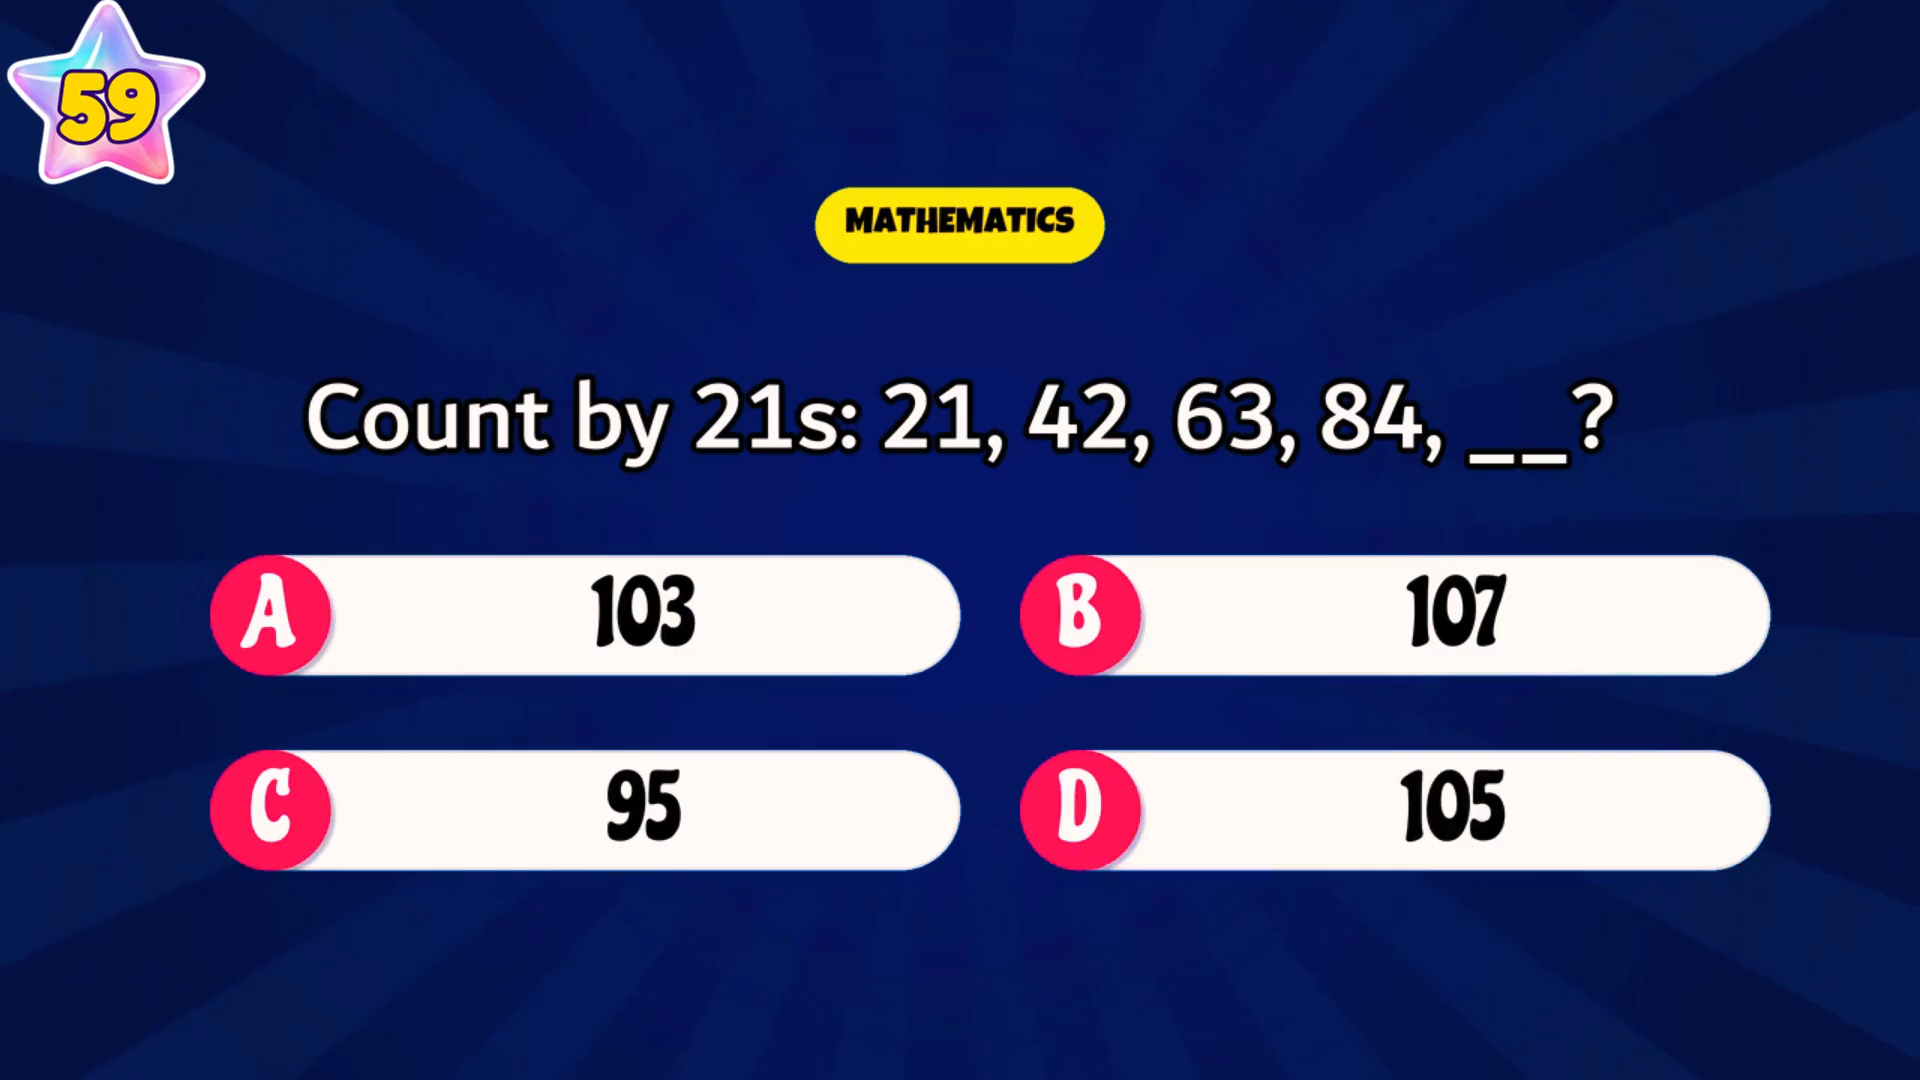 59
MATHEMATICS
Count by 21s: 21, 42, 63, 84, __?
A 103
B 107
C 95
D 105